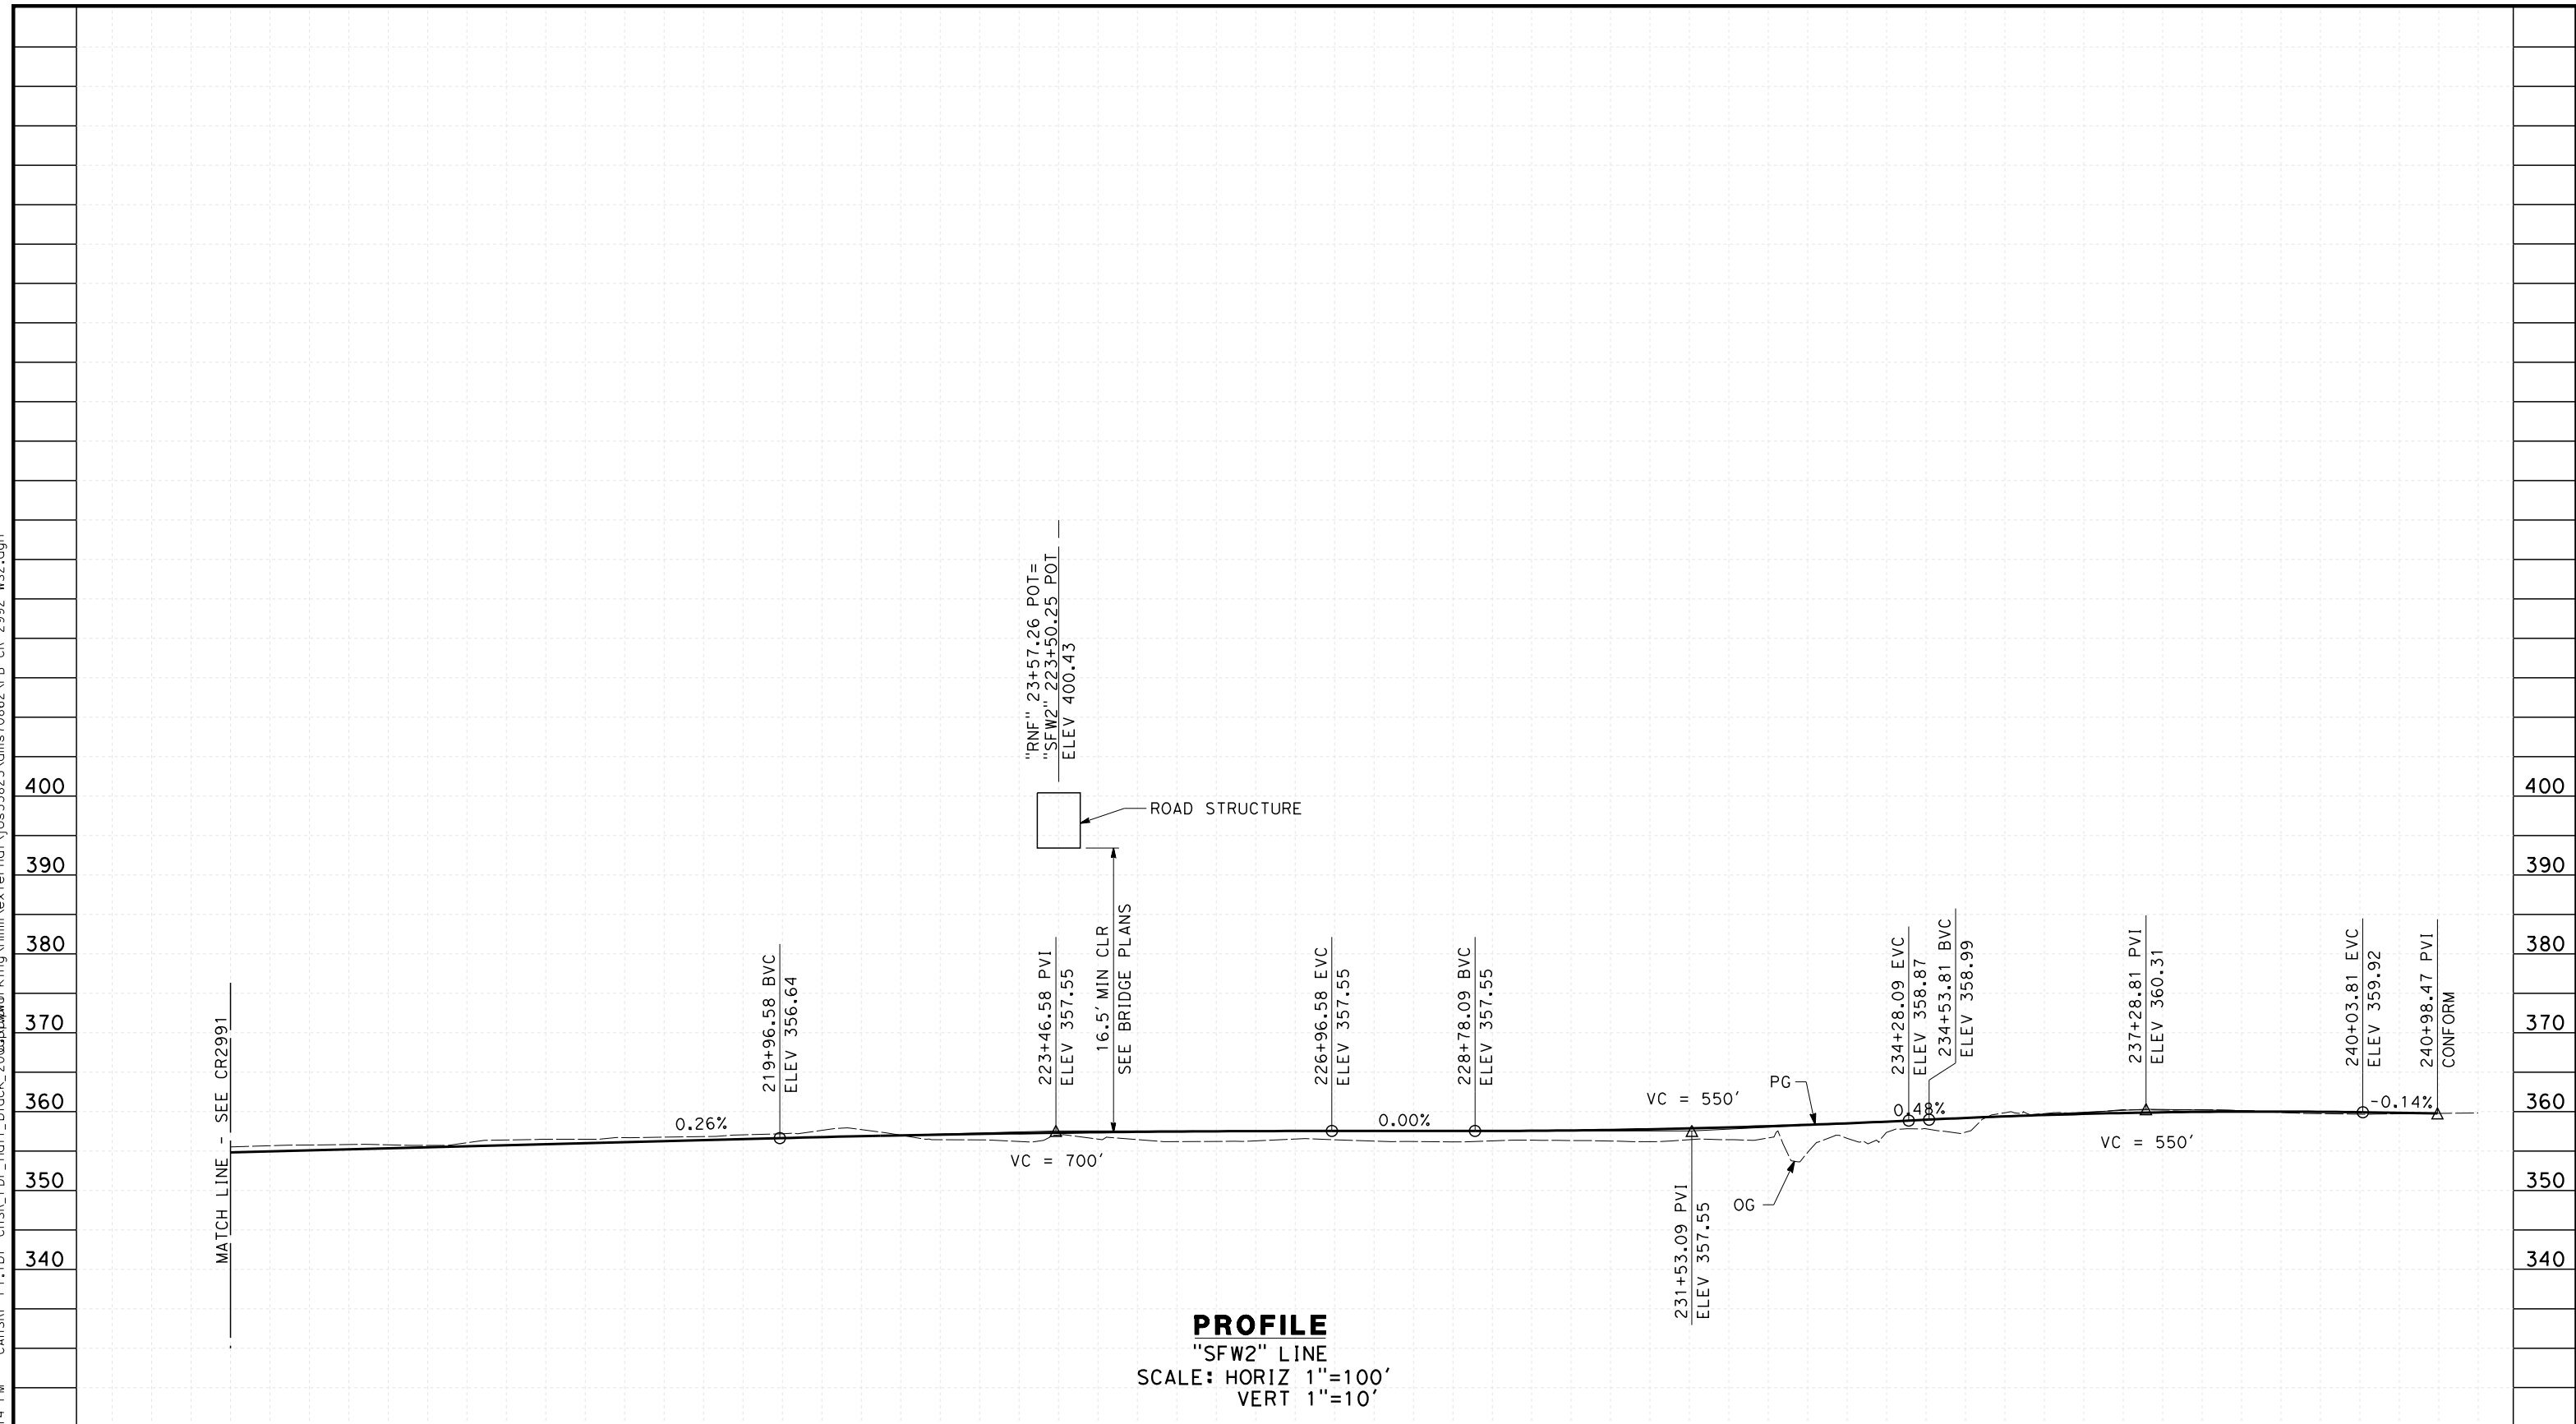 "RNF" 23+57.26 POT=
"SFW2" 223+50.25 POT
ELEV 400.43
400
ROAD STRUCTURE
400
390
390
380
380
370
370
360
360
350
350
340
340
MATCH LINE - SEE CR2991
0.26%
219+96.58 BVC
ELEV 356.64
223+46.58 PVI
ELEV 357.55
VC = 700'
16.5' MIN CLR
SEE BRIDGE PLANS
226+96.58 EVC
ELEV 357.55
0.00%
228+78.09 BVC
ELEV 357.55
VC = 550'
231+53.09 PVI
ELEV 357.55
PG
OG
234+28.09 EVC
ELEV 358.87
0.48%
234+53.81 BVC
ELEV 358.99
237+28.81 PVI
ELEV 360.31
VC = 550'
240+03.81 EVC
ELEV 359.92
-0.14%
240+98.47 PVI
CONFORM
PROFILE
"SFW2" LINE
SCALE: HORIZ 1"=100'
VERT 1"=10'